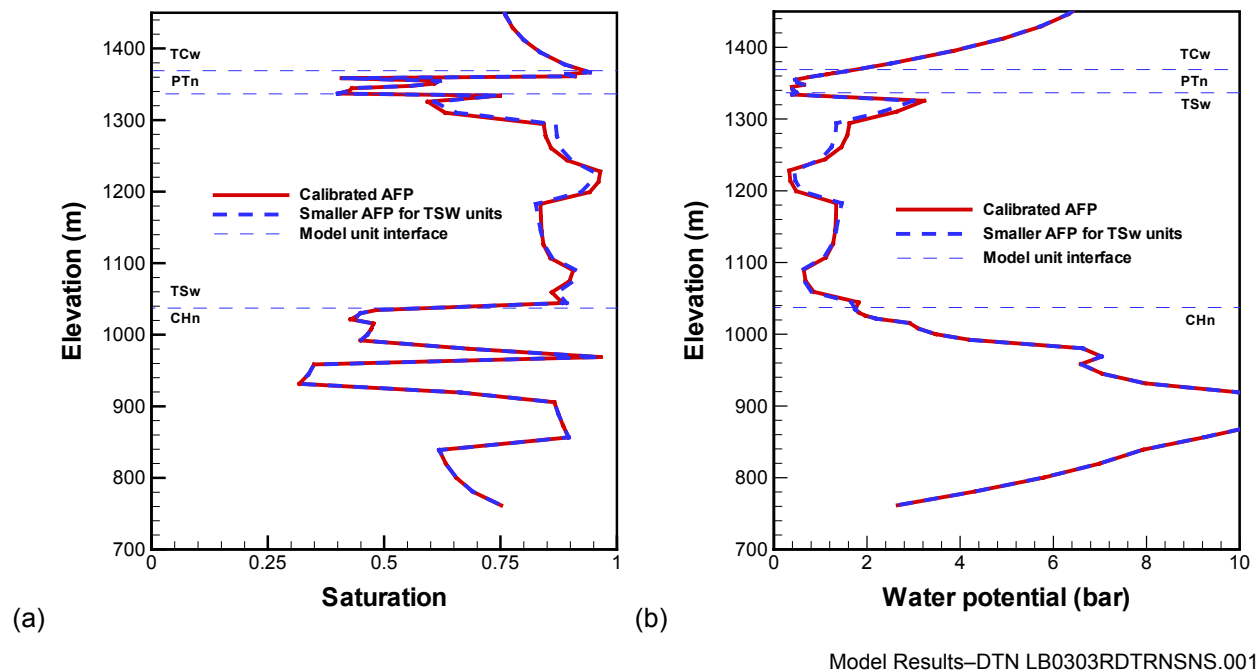 1400
1300
1200
1100
1000
900
800
700
Elevation (m)
TCw
PTn
TSw
CHn
Calibrated AFP
Smaller AFP for TSW units
Model unit interface
0
0.25
0.5
0.75
1
Saturation
(a)
1400
1300
1200
1100
1000
900
800
700
Elevation (m)
TCw
PTn
TSw
CHn
Calibrated AFP
Smaller AFP for TSw units
Model unit interface
0
2
4
6
8
10
Water potential (bar)
(b)
Model Results–DTN LB0303RDTRNSNS.001